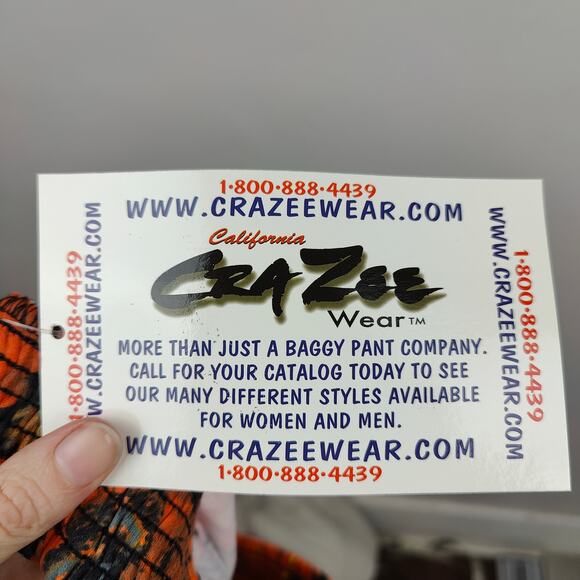 1·800·888·4439
WWW.CRAZEEWEAR.COM
California
CRAZEE
Wear™
MORE THAN JUST A BAGGY PANT COMPANY.
CALL FOR YOUR CATALOG TODAY TO SEE
OUR MANY DIFFERENT STYLES AVAILABLE
FOR WOMEN AND MEN.
WWW.CRAZEEWEAR.COM
1·800·888·4439
1·800·888·4439
W.CRAZEEWEAR.COM
1·800·888·4439
WWW.CRAZEEWEAR.COM